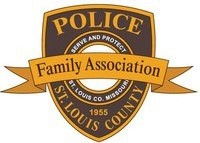 POLICE
SERVE AND PROTECT
Family Association
ST. LOUIS CO. MISSOURI
1955
ST. LOUIS COUNTY